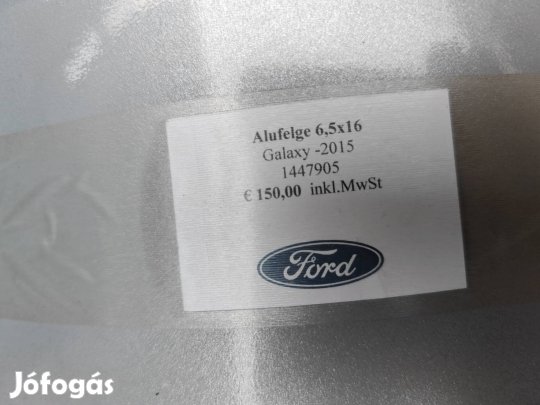 Alufelge 6,5x16
Galaxy -2015
1447905
€ 150,00 inkl.MwSt
Ford
Jófogás